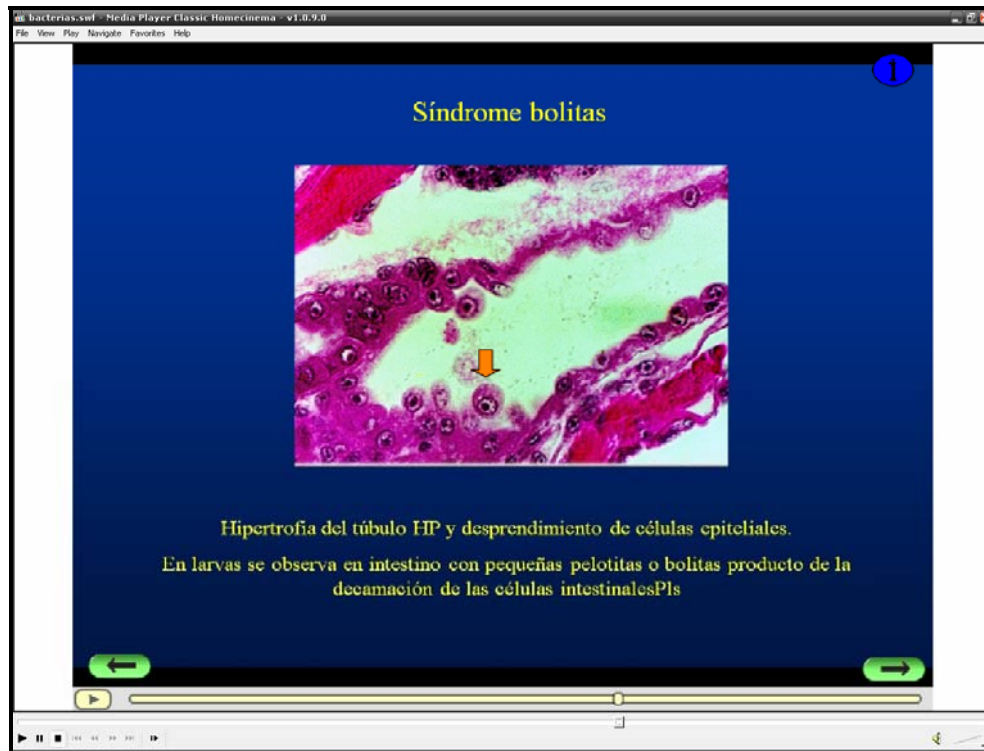 bacterias.swf - Media Player Classic Homecinema - v1.0.9.0
File View Play Navigate Favorites Help
1
Síndrome bolitas
Hipertrofia del túbulo HP y desprendimiento de células epiteliales.
En larvas se observa en intestino con pequeñas pelotitas o bolitas producto de la
decamación de las células intestinalesPls